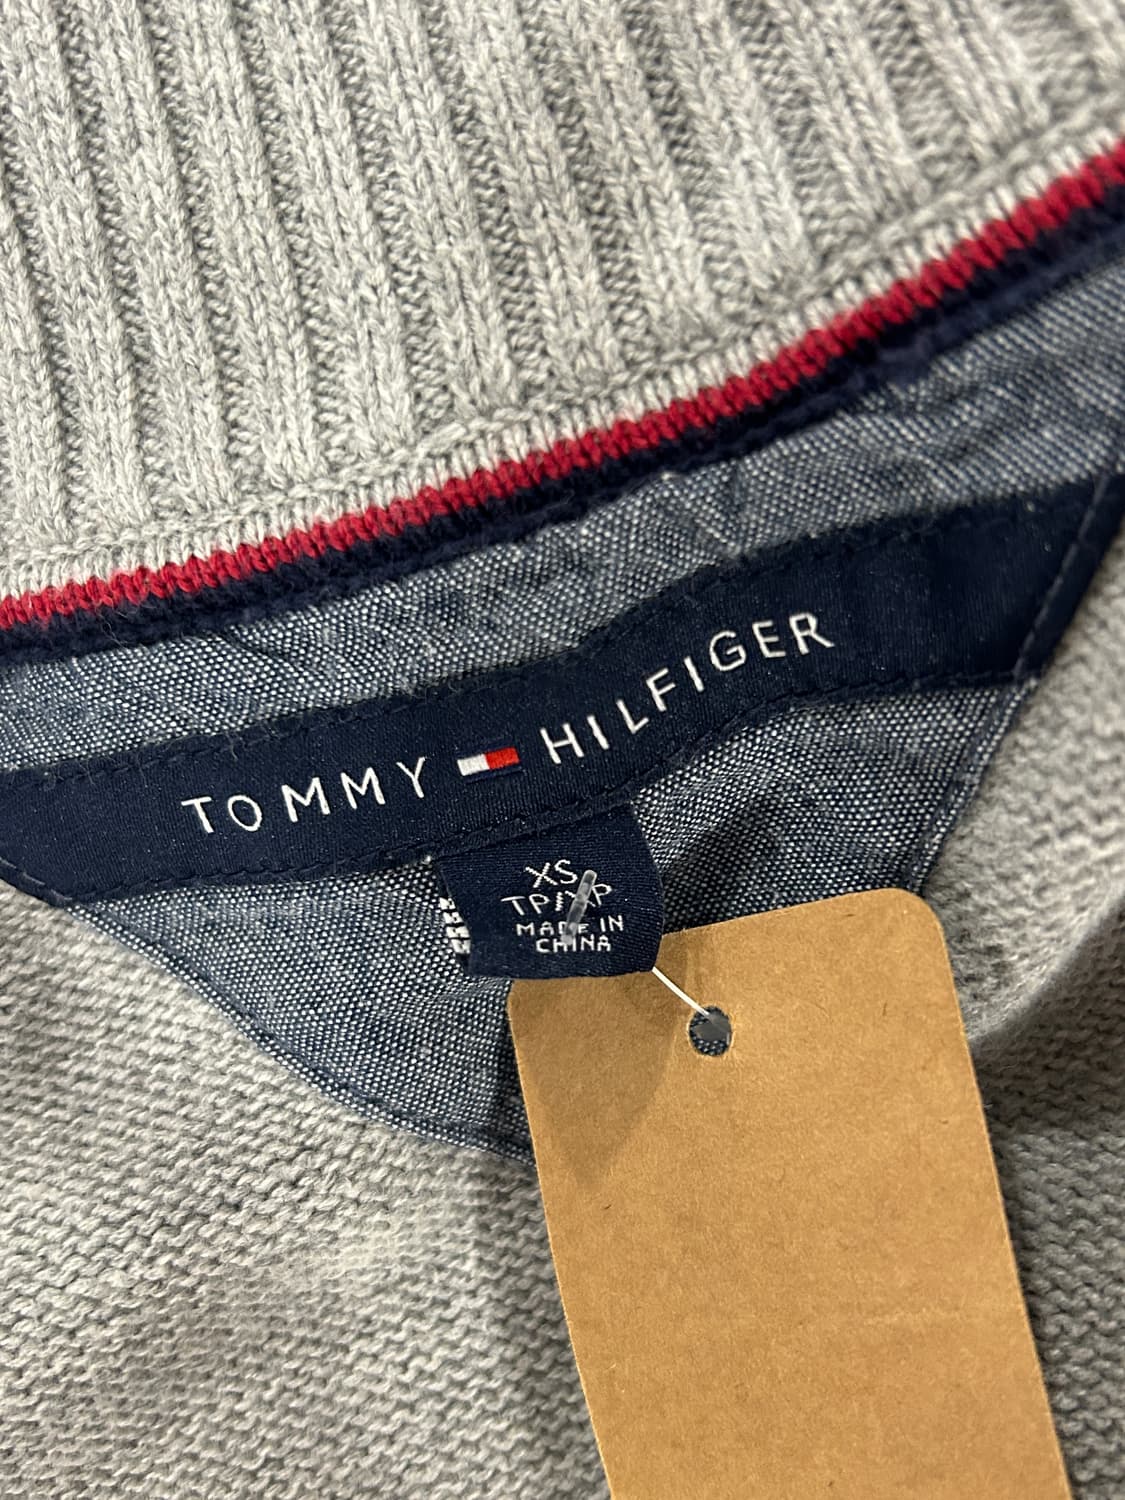 TOMMY HILFIGER
XS
TP/XP
MADE IN
CHINA